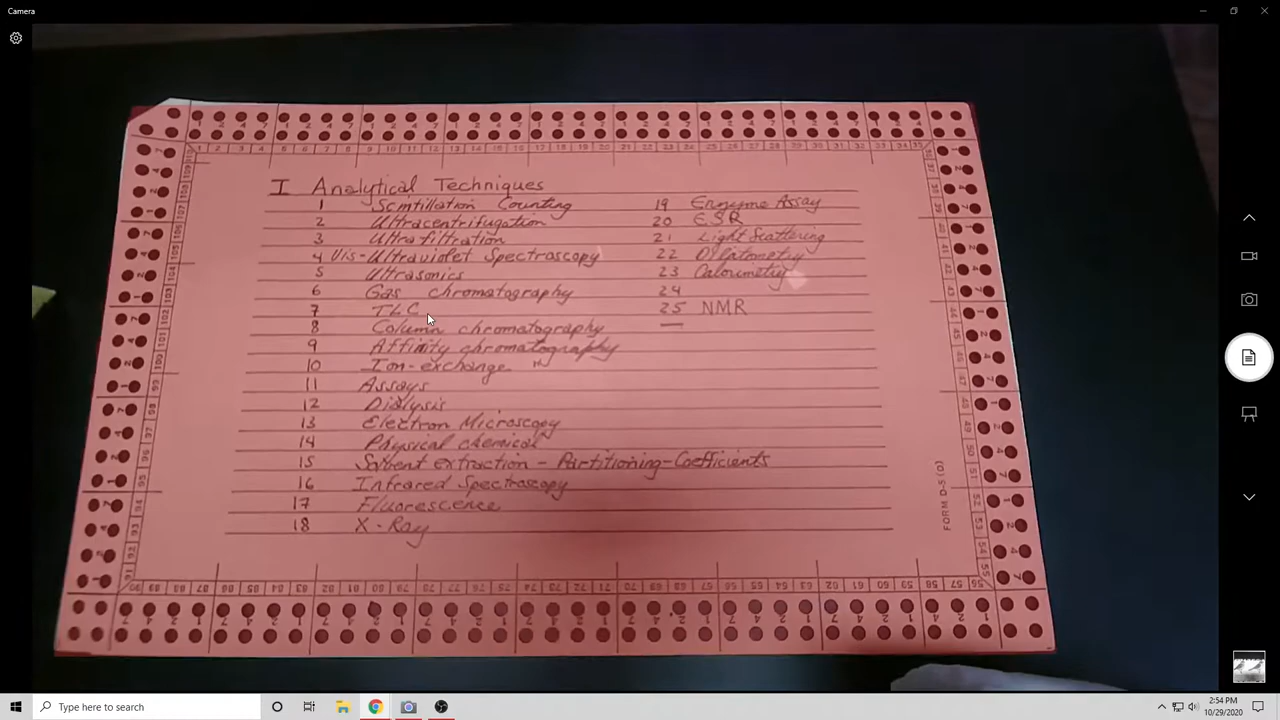 Camera
I Analytical Techniques
1 Scintillation Counting
2 Ultracentrifugation
3 Ultrafiltration
4 Vis-Ultraviolet Spectroscopy
5 Ultrasonics
6 Gas chromatography
7 TLC
8 Column chromatography
9 Affinity chromatography
10 Ion-exchange "
11 Assays
12 Dialysis
13 Electron Microscopy
14 Physical chemical
15 Solvent extraction - Partitioning-Coefficients
16 Infrared Spectroscopy
17 Fluorescence
18 X-Ray
19 Enzyme Assay
20 ESR
21 Light Scattering
22 Dilatometry
23 Calorimetry
24
25 NMR
FORM D-5 (0)
Type here to search
2:54 PM
10/29/2020